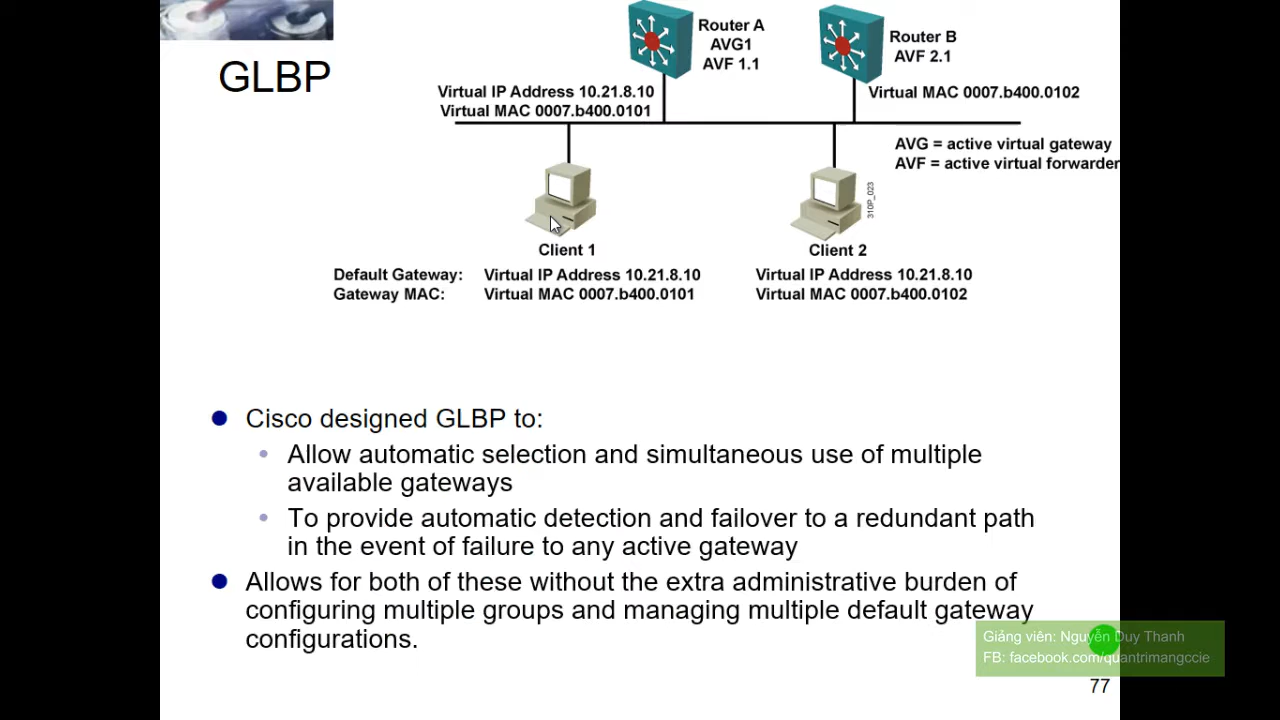 GLBP
Router A
AVG1
AVF 1.1
Router B
AVF 2.1
Virtual IP Address 10.21.8.10
Virtual MAC 0007.b400.0101
Virtual MAC 0007.b400.0102
AVG = active virtual gateway
AVF = active virtual forwarder
310P_023
Client 1
Client 2
Default Gateway: Virtual IP Address 10.21.8.10 Virtual IP Address 10.21.8.10
Gateway MAC: Virtual MAC 0007.b400.0101 Virtual MAC 0007.b400.0102
Cisco designed GLBP to:
Allow automatic selection and simultaneous use of multiple
available gateways
To provide automatic detection and failover to a redundant path
in the event of failure to any active gateway
Allows for both of these without the extra administrative burden of
configuring multiple groups and managing multiple default gateway
configurations.
Giảng viên: Nguyễn Duy Thanh
FB: facebook.com/quantrimangccie
77